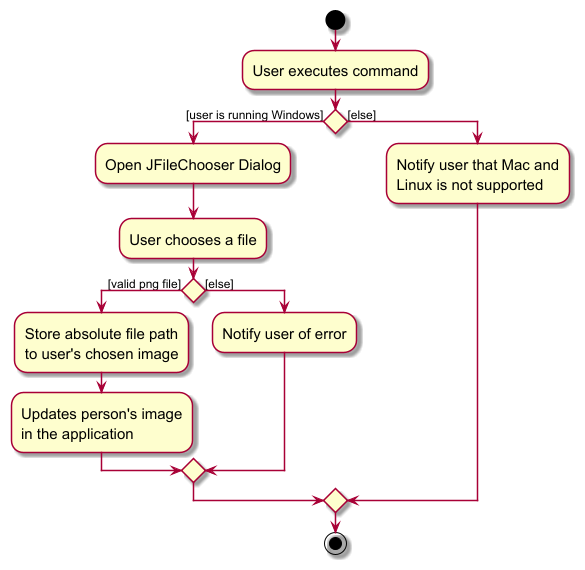 User executes command
[user is running Windows]
[else]
Open JFileChooser Dialog
Notify user that Mac and
Linux is not supported
User chooses a file
[valid png file]
[else]
Store absolute file path
to user's chosen image
Notify user of error
Updates person's image
in the application